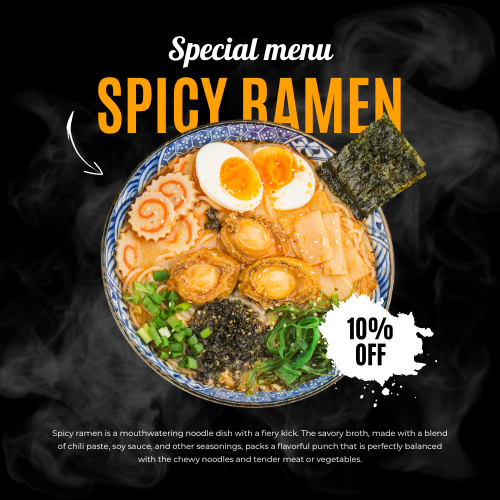 Special menu
SPICY RAMEN
10%
OFF
Spicy ramen is a mouthwatering noodle dish with a fiery kick. The savory broth, made with a blend
of chili paste, soy sauce, and other seasonings, packs a flavorful punch that is perfectly balanced
with the chewy noodles and tender meat or vegetables.